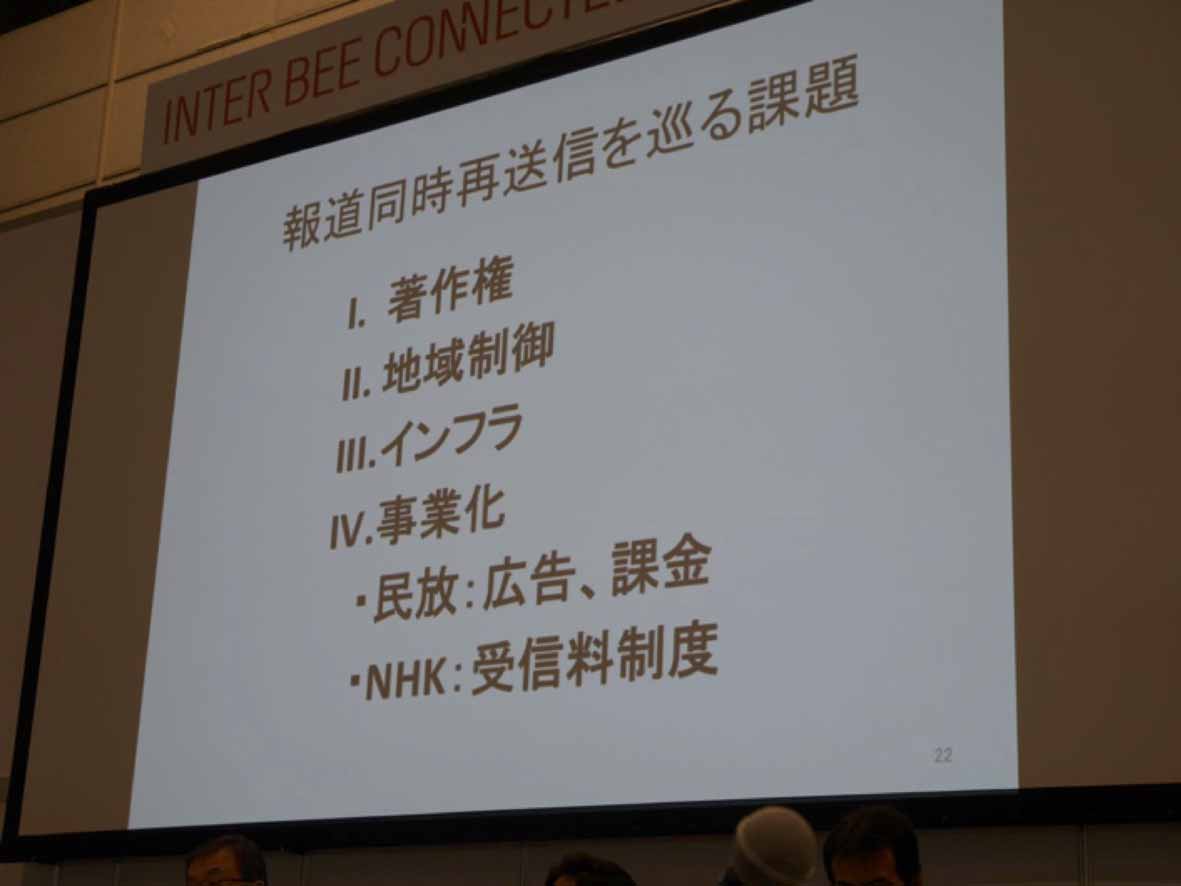 INTER BEE CONNECTE
報道同時再送信を巡る課題
I. 著作権
II. 地域制御
III.インフラ
IV.事業化
・民放：広告、課金
・NHK：受信料制度
22